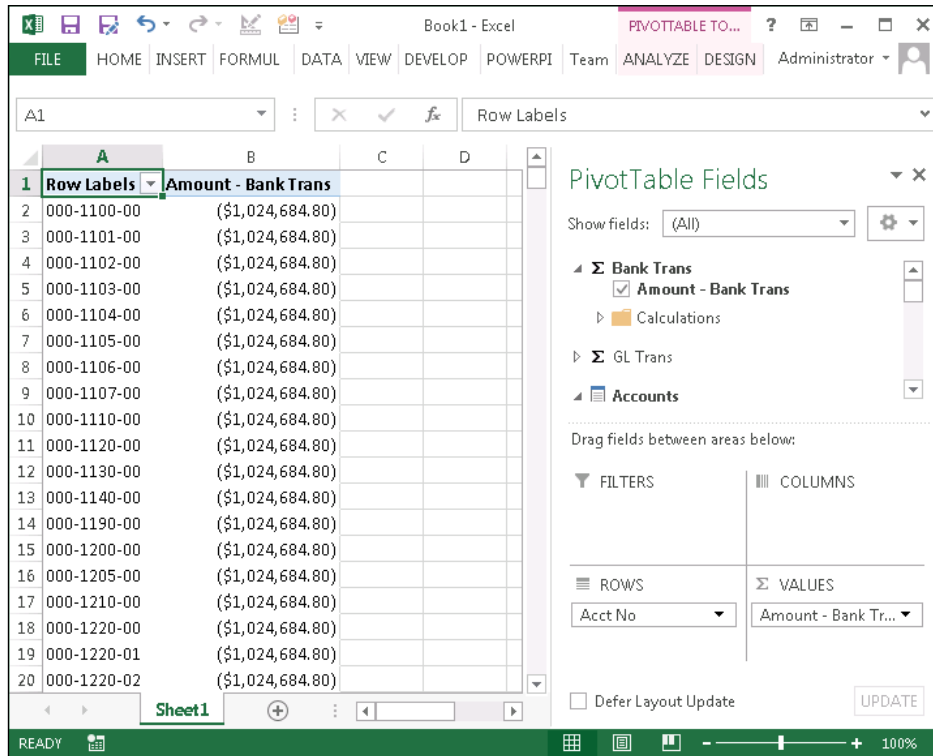 Book1 - Excel
PIVOTTABLE TO...
?
FILE HOME INSERT FORMUL DATA VIEW DEVELOP POWERPI Team ANALYZE DESIGN Administrator
A1 fx Row Labels
A B C D
1 Row Labels Amount - Bank Trans
2 000-1100-00 ($1,024,684.80)
3 000-1101-00 ($1,024,684.80)
4 000-1102-00 ($1,024,684.80)
5 000-1103-00 ($1,024,684.80)
6 000-1104-00 ($1,024,684.80)
7 000-1105-00 ($1,024,684.80)
8 000-1106-00 ($1,024,684.80)
9 000-1107-00 ($1,024,684.80)
10 000-1110-00 ($1,024,684.80)
11 000-1120-00 ($1,024,684.80)
12 000-1130-00 ($1,024,684.80)
13 000-1140-00 ($1,024,684.80)
14 000-1190-00 ($1,024,684.80)
15 000-1200-00 ($1,024,684.80)
16 000-1205-00 ($1,024,684.80)
17 000-1210-00 ($1,024,684.80)
18 000-1220-00 ($1,024,684.80)
19 000-1220-01 ($1,024,684.80)
20 000-1220-02 ($1,024,684.80)
Sheet1
PivotTable Fields
Show fields: (All)
Σ Bank Trans
Amount - Bank Trans
Calculations
Σ GL Trans
Accounts
Drag fields between areas below:
FILTERS
COLUMNS
ROWS
Acct No
Σ VALUES
Amount - Bank Tr...
Defer Layout Update
UPDATE
READY
100%